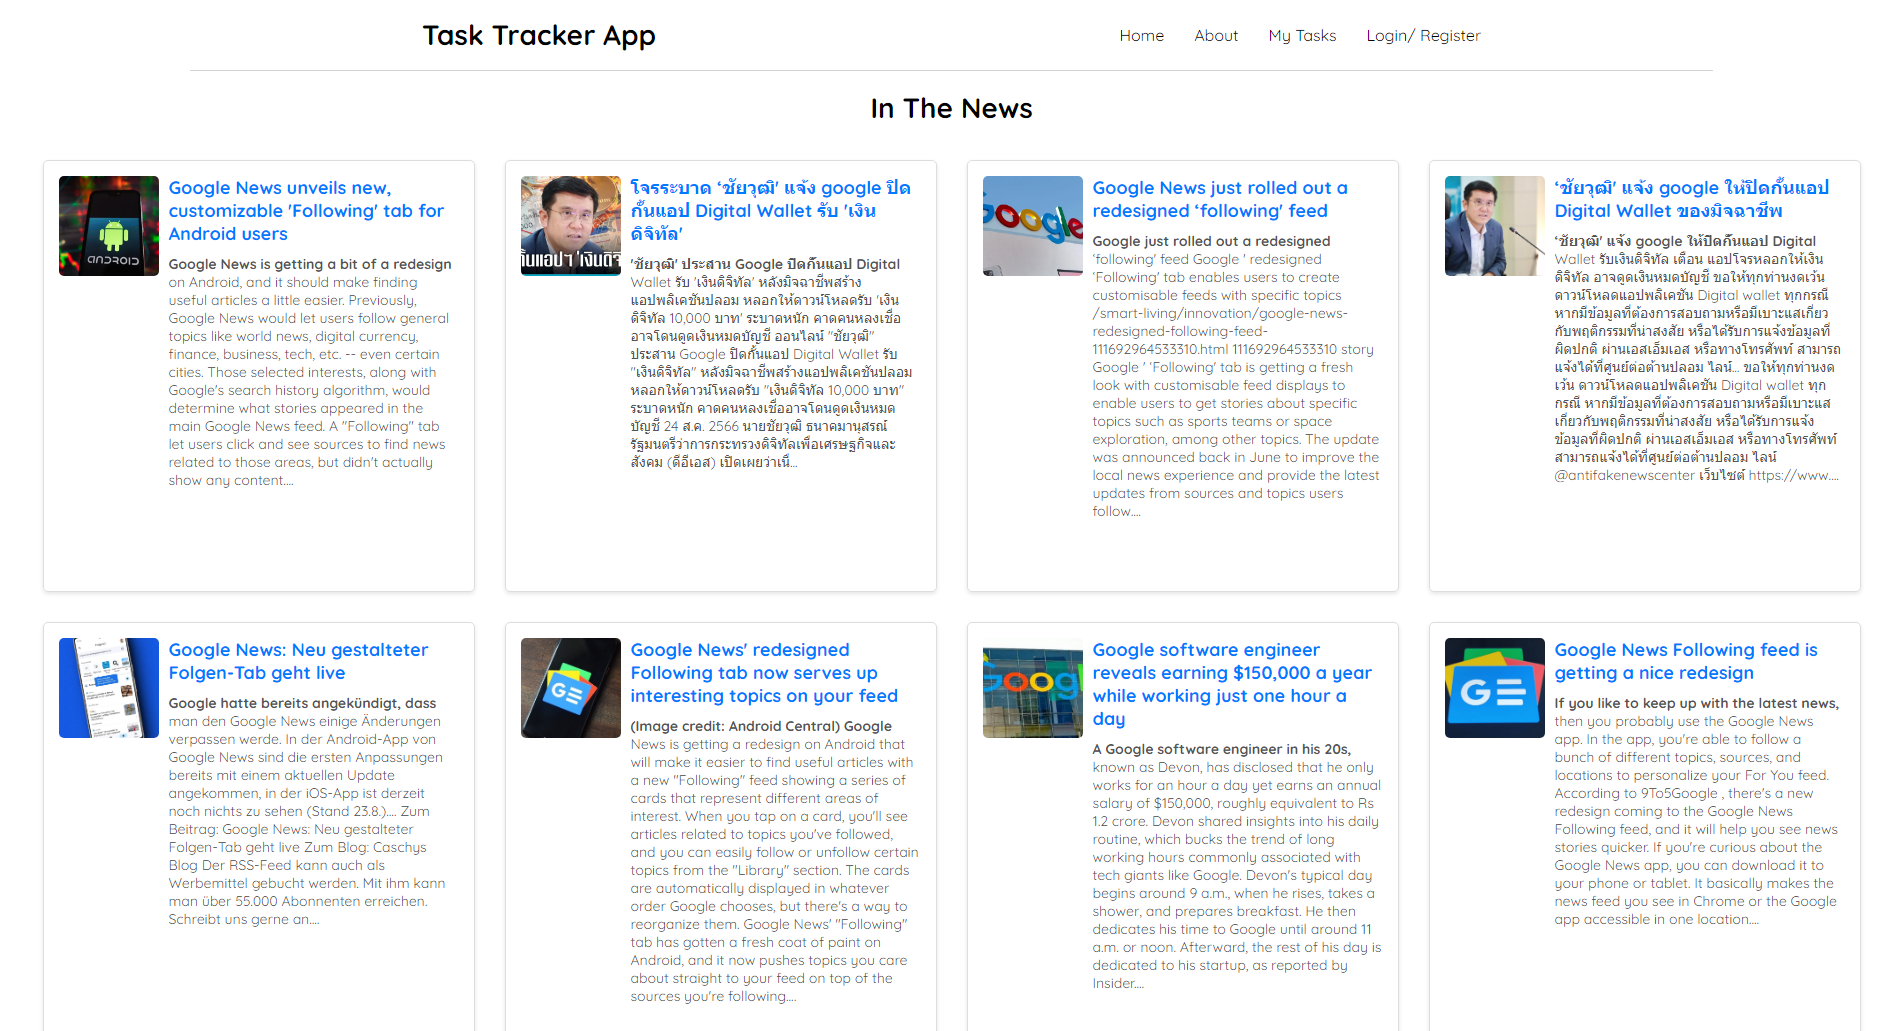 Task Tracker App
Home
About
My Tasks
Login/ Register
In The News
Google News unveils new,
customizable 'Following' tab for
Android users
Google News is getting a bit of a redesign
on Android, and it should make finding
useful articles a little easier. Previously,
Google News would let users follow general
topics like world news, digital currency,
finance, business, tech, etc. -- even certain
cities. Those selected interests, along with
Google's search history algorithm, would
determine what stories appeared in the
main Google News feed. A "Following" tab
let users click and see sources to find news
related to those areas, but didn't actually
show any content....
โจรระบาด ‘ชัยวุฒิ' แจ้ง google ปิด
กั้นแอป Digital Wallet รับ 'เงิน
ดิจิทัล'
'ชัยวุฒิ' ประสาน Google ปิดกั้นแอป Digital
Wallet รับ 'เงินดิจิทัล' หลังมิจฉาชีพสร้าง
แอปพลิเคชันปลอม หลอกให้ดาวน์โหลดรับ 'เงิน
ดิจิทัล 10,000 บาท' ระบาดหนัก คาดคนหลงเชื่อ
อาจโดนดูดเงินหมดบัญชี ออนไลน์ "ชัยวุฒิ"
ประสาน Google ปิดกั้นแอป Digital Wallet รับ
"เงินดิจิทัล" หลังมิจฉาชีพสร้างแอปพลิเคชันปลอม
หลอกให้ดาวน์โหลดรับ "เงินดิจิทัล 10,000 บาท"
ระบาดหนัก คาดคนหลงเชื่ออาจโดนดูดเงินหมด
บัญชี 24 ส.ค. 2566 นายชัยวุฒิ ธนาคมานุสรณ์
รัฐมนตรีว่าการกระทรวงดิจิทัลเพื่อเศรษฐกิจและ
สังคม (ดีอีเอส) เปิดเผยว่าเนื่...
Google News just rolled out a
redesigned ‘following' feed
Google just rolled out a redesigned
'following' feed Google ' redesigned
'Following' tab enables users to create
customisable feeds with specific topics
/smart-living/innovation/google-news-
redesigned-following-feed-
111692964533310.html 111692964533310 story
Google ' 'Following' tab is getting a fresh
look with customisable feed displays to
enable users to get stories about specific
topics such as sports teams or space
exploration, among other topics. The update
was announced back in June to improve the
local news experience and provide the latest
updates from sources and topics users
follow....
‘ชัยวุฒิ' แจ้ง google ให้ปิดกั้นแอป
Digital Wallet ของมิจฉาชีพ
‘ชัยวุฒิ' แจ้ง google ให้ปิดกั้นแอป Digital
Wallet รับเงินดิจิทัล เตือน แอปโจรหลอกให้เงิน
ดิจิทัล อาจดูดเงินหมดบัญชี ขอให้ทุกท่านงดเว้น
ดาวน์โหลดแอปพลิเคชัน Digital wallet ทุกกรณี
หากมีข้อมูลที่ต้องการสอบถามหรือมีเบาะแสเกี่ยว
กับพฤติกรรมที่น่าสงสัย หรือได้รับการแจ้งข้อมูลที่
ผิดปกติ ผ่านเอสเอ็มเอส หรือทางโทรศัพท์ สามารถ
แจ้งได้ที่ศูนย์ต่อต้านปลอม ไลน์... ขอให้ทุกท่านงด
เว้น ดาวน์โหลดแอปพลิเคชัน Digital wallet ทุก
กรณี หากมีข้อมูลที่ต้องการสอบถามหรือมีเบาะแส
เกี่ยวกับพฤติกรรมที่น่าสงสัย หรือได้รับการแจ้ง
ข้อมูลที่ผิดปกติ ผ่านเอสเอ็มเอส หรือทางโทรศัพท์
สามารถแจ้งได้ที่ศูนย์ต่อต้านปลอม ไลน์
@antifakenewscenter เว็บไซต์ https://www....
Google News: Neu gestalteter
Folgen-Tab geht live
Google hatte bereits angekündigt, dass
man den Google News einige Änderungen
verpassen werde. In der Android-App von
Google News sind die ersten Anpassungen
bereits mit einem aktuellen Update
angekommen, in der iOS-App ist derzeit
noch nichts zu sehen (Stand 23.8.).... Zum
Beitrag: Google News: Neu gestalteter
Folgen-Tab geht live Zum Blog: Caschys
Blog Der RSS-Feed kann auch als
Werbemittel gebucht werden. Mit ihm kann
man über 55.000 Abonnenten erreichen.
Schreibt uns gerne an....
Google News' redesigned
Following tab now serves up
interesting topics on your feed
(Image credit: Android Central) Google
News is getting a redesign on Android that
will make it easier to find useful articles with
a new "Following" feed showing a series of
cards that represent different areas of
interest. When you tap on a card, you'll see
articles related to topics you've followed,
and you can easily follow or unfollow certain
topics from the "Library" section. The cards
are automatically displayed in whatever
order Google chooses, but there's a way to
reorganize them. Google News' "Following"
tab has gotten a fresh coat of paint on
Android, and it now pushes topics you care
about straight to your feed on top of the
sources you're following....
Google software engineer
reveals earning $150,000 a year
while working just one hour a
day
A Google software engineer in his 20s,
known as Devon, has disclosed that he only
works for an hour a day yet earns an annual
salary of $150,000, roughly equivalent to Rs
1.2 crore. Devon shared insights into his daily
routine, which bucks the trend of long
working hours commonly associated with
tech giants like Google. Devon's typical day
begins around 9 a.m., when he rises, takes a
shower, and prepares breakfast. He then
dedicates his time to Google until around 11
a.m. or noon. Afterward, the rest of his day is
dedicated to his startup, as reported by
Insider....
Google News Following feed is
getting a nice redesign
If you like to keep up with the latest news,
then you probably use the Google News
app. In the app, you're able to follow a
bunch of different topics, sources, and
locations to personalize your For You feed.
According to 9To5Google , there's a new
redesign coming to the Google News
Following feed, and it will help you see news
stories quicker. If you're curious about the
Google News app, you can download it to
your phone or tablet. It basically makes the
news feed you see in Chrome or the Google
app accessible in one location....